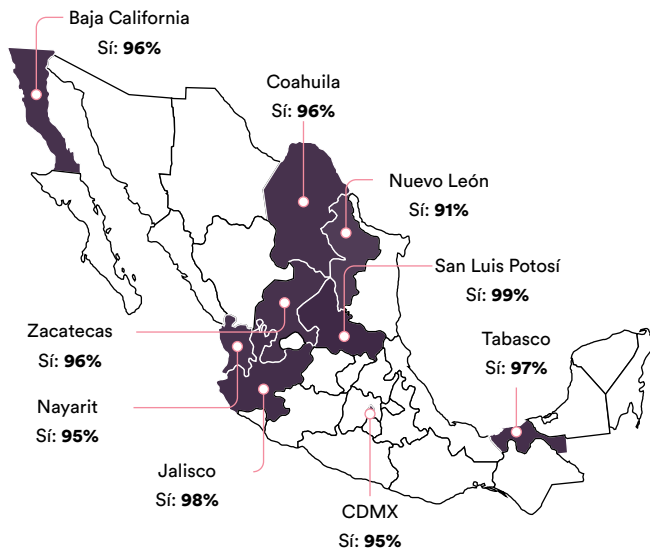 Baja California
Sí: 96%
Coahuila
Sí: 96%
Nuevo León
Sí: 91%
San Luis Potosí
Sí: 99%
Zacatecas
Sí: 96%
Tabasco
Sí: 97%
Nayarit
Sí: 95%
Jalisco
Sí: 98%
CDMX
Sí: 95%